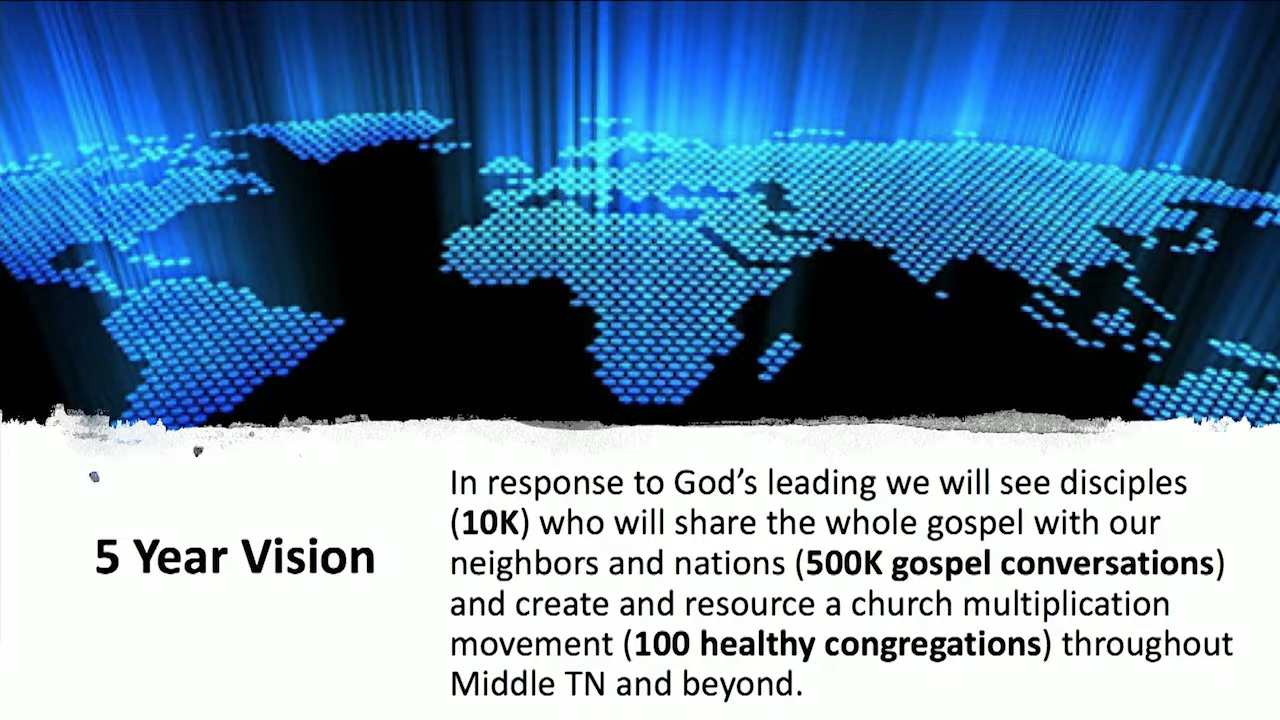 5 Year Vision
In response to God’s leading we will see disciples
(10K) who will share the whole gospel with our
neighbors and nations (500K gospel conversations)
and create and resource a church multiplication
movement (100 healthy congregations) throughout
Middle TN and beyond.